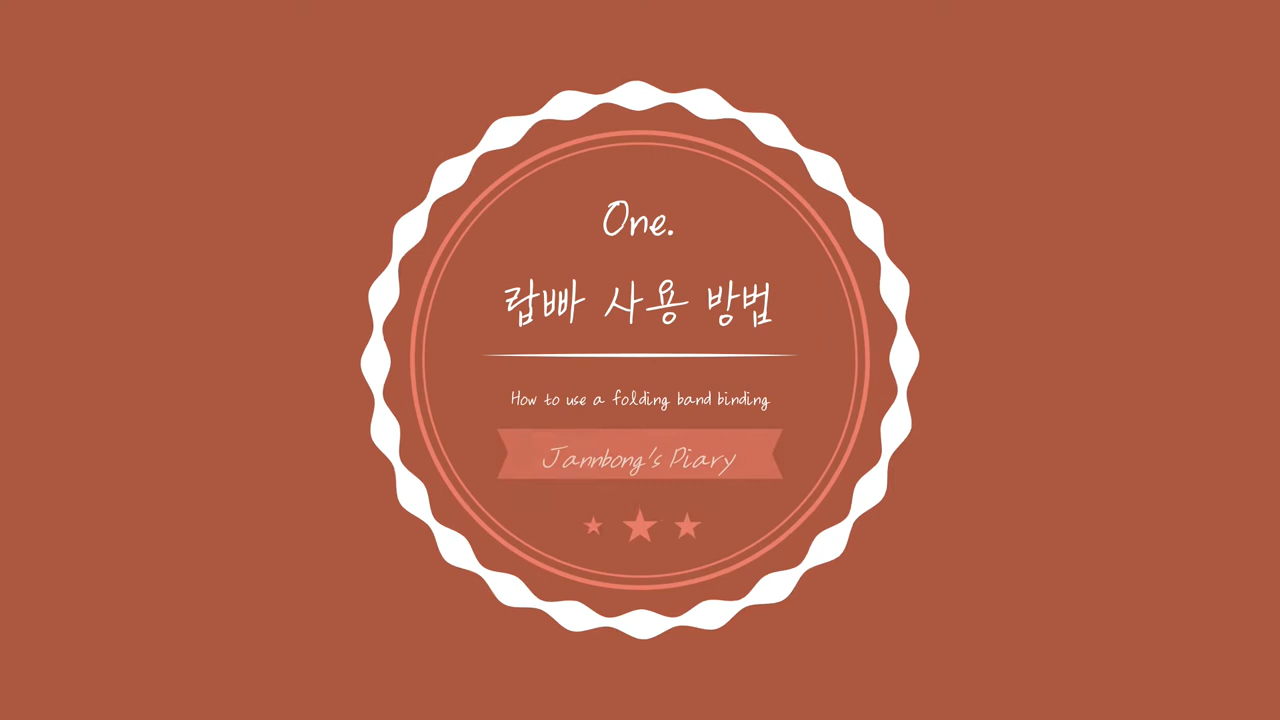 One.
랍빠 사용 방법
How to use a folding band binding
Jannbong's Diary